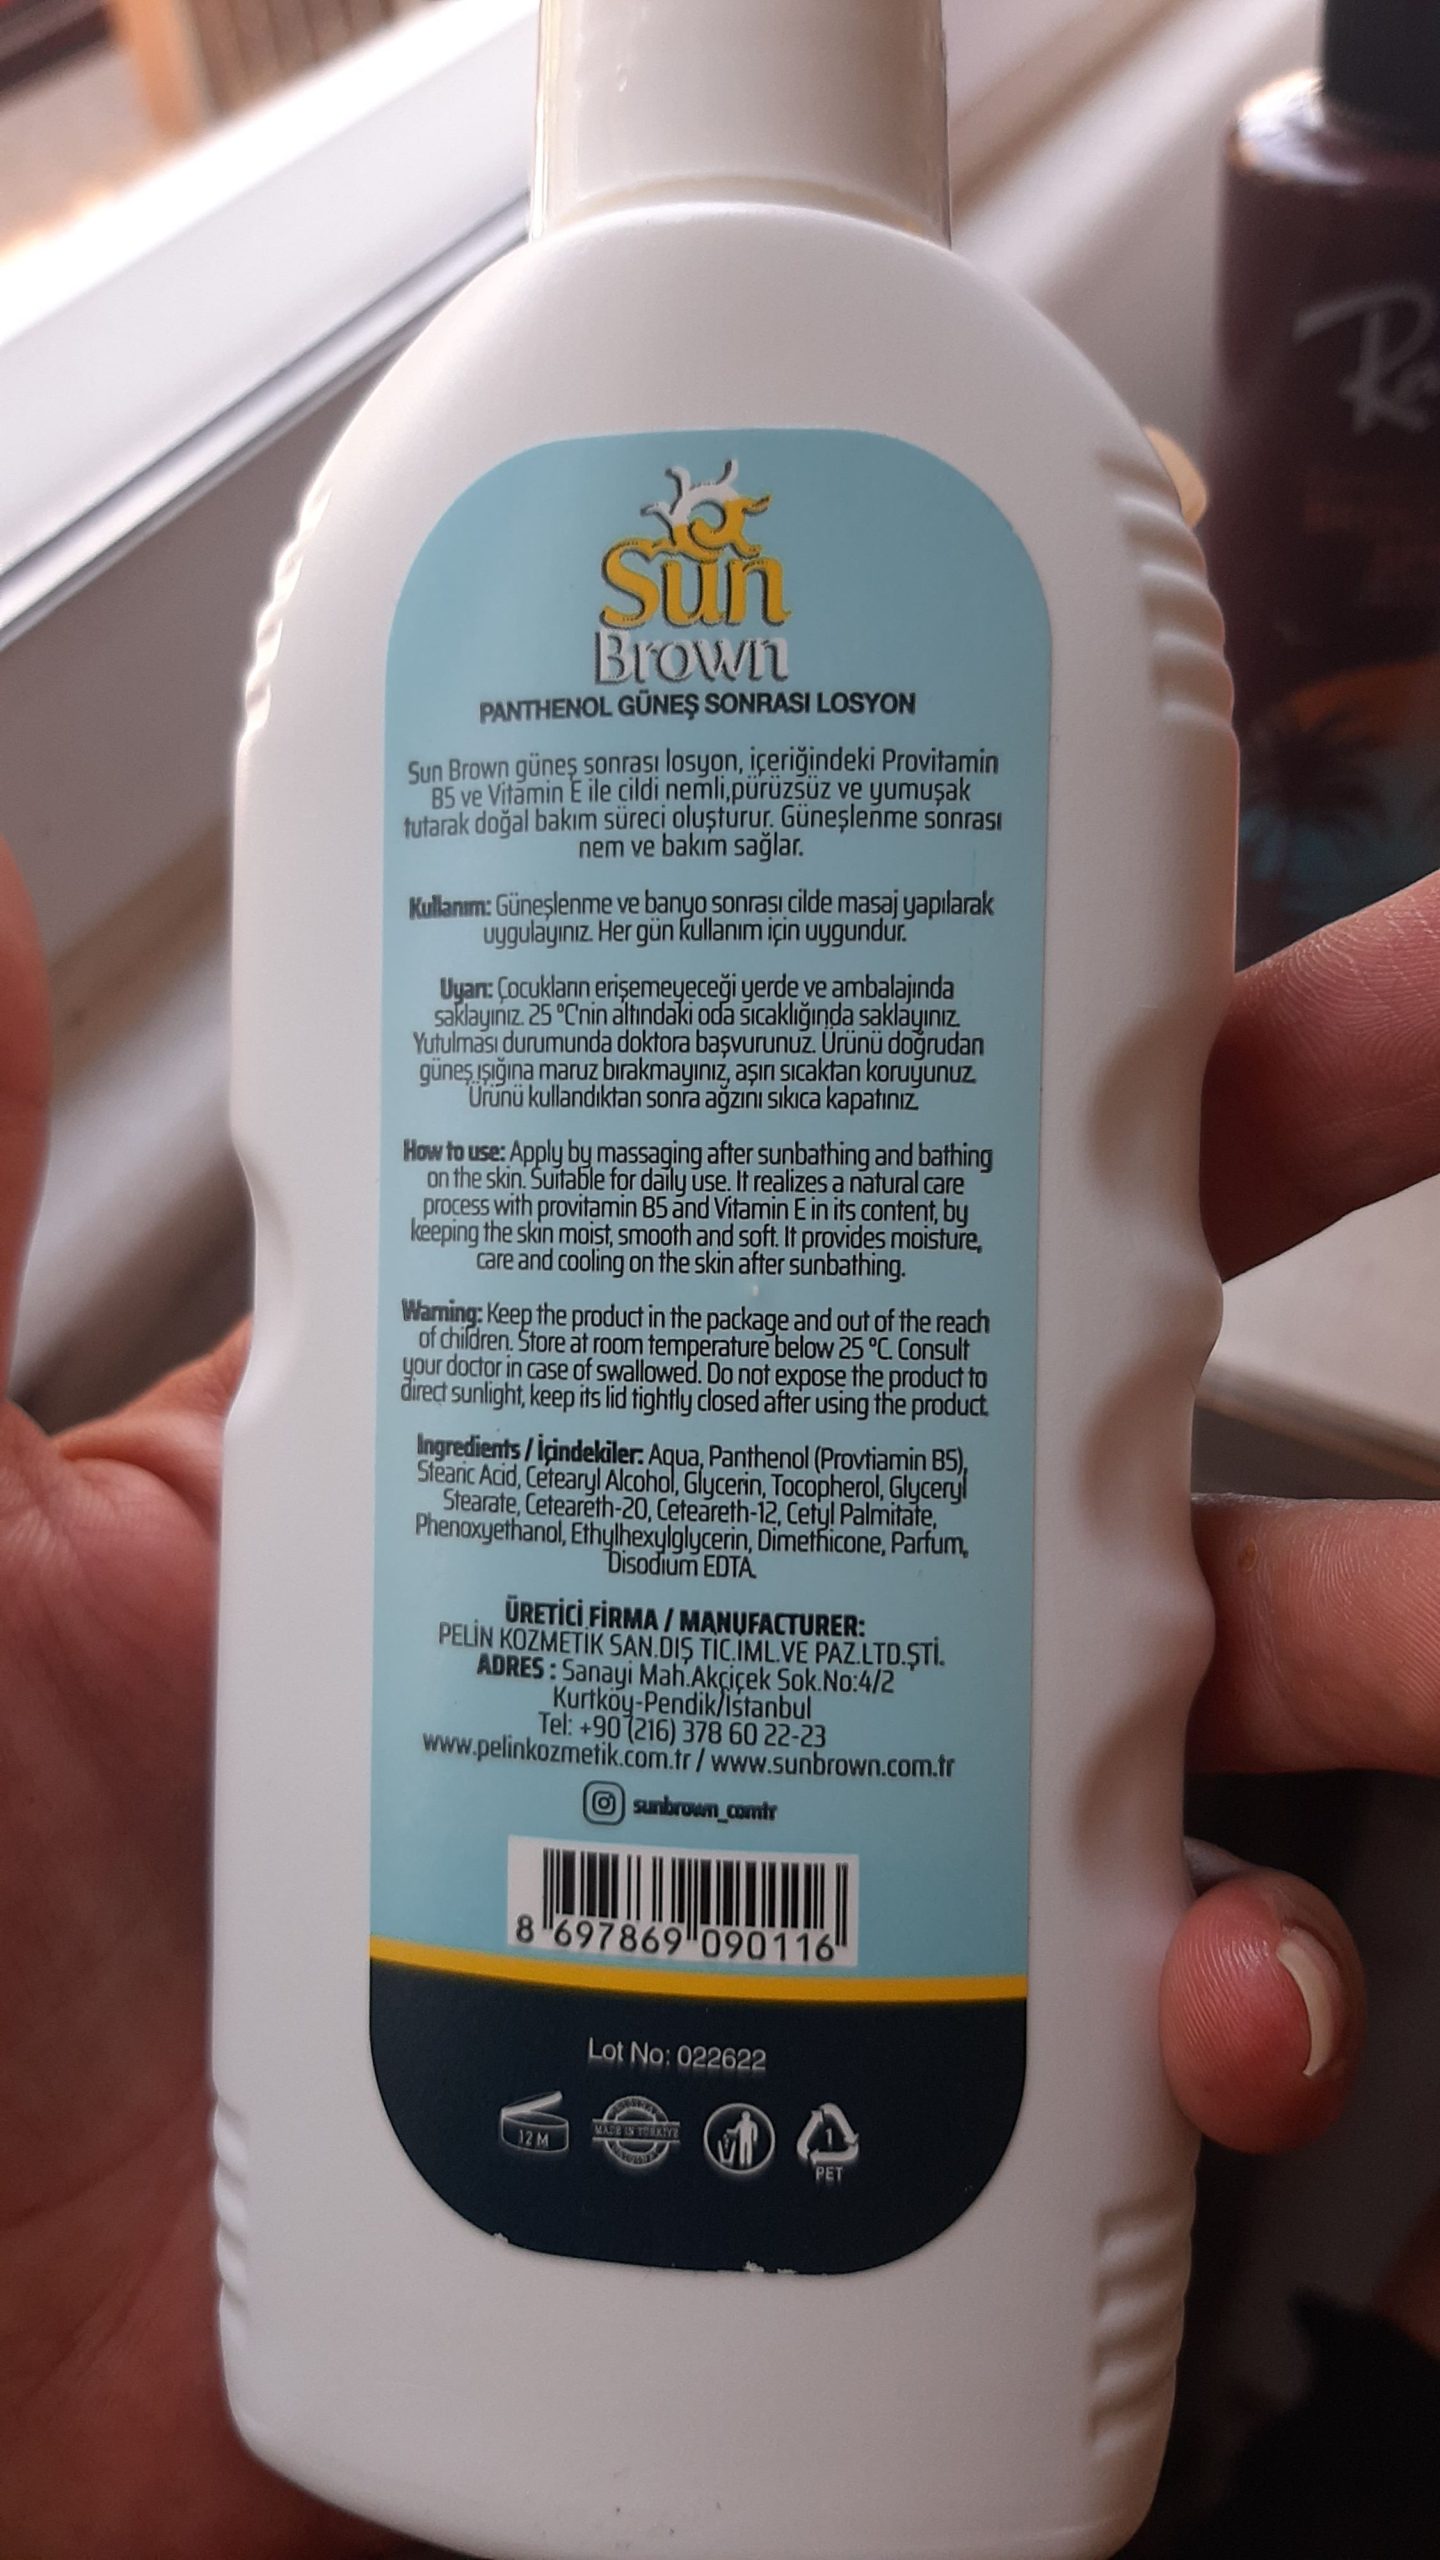 Sun
Brown
PANTHENOL GÜNEŞ SONRASI LOSYON
Sun Brown güneş sonrası losyon, içeriğindeki Provitamin
B5 ve Vitamin E ile cildi nemli,pürüzsüz ve yumuşak
tutarak doğal bakım süreci oluşturur. Güneşlenme sonrası
nem ve bakım sağlar.
Kullanım: Güneşlenme ve banyo sonrası cilde masaj yapılarak
uygulayınız. Her gün kullanım için uygundur.
Uyarı: Çocukların erişemeyeceği yerde ve ambalajında
saklayınız. 25 °C'nin altındaki oda sıcaklığında saklayınız.
Yutulması durumunda doktora başvurunuz. Ürünü doğrudan
güneş ışığına maruz bırakmayınız, aşırı sıcaktan koruyunuz.
Ürünü kullandıktan sonra ağzını sıkıca kapatınız.
How to use: Apply by massaging after sunbathing and bathing
on the skin. Suitable for daily use. It realizes a natural care
process with provitamin B5 and Vitamin E in its content, by
keeping the skin moist, smooth and soft. It provides moisture,
care and cooling on the skin after sunbathing.
Warning: Keep the product in the package and out of the reach
of children. Store at room temperature below 25 °C. Consult
your doctor in case of swallowed. Do not expose the product to
direct sunlight, keep its lid tightly closed after using the product.
Ingredients / İçindekiler: Aqua, Panthenol (Provtiamin B5),
Stearic Acid, Cetearyl Alcohol, Glycerin, Tocopherol, Glyceryl
Stearate, Ceteareth-20, Ceteareth-12, Cetyl Palmitate,
Phenoxyethanol, Ethylhexylglycerin, Dimethicone, Parfum,
Disodium EDTA.
ÜRETİCİ FİRMA / MANUFACTURER:
PELİN KOZMETİK SAN.DIŞ TİC.İML.VE PAZ.LTD.ŞTİ.
ADRES : Sanayi Mah.Akçiçek Sok.No:4/2
Kurtköy-Pendik/İstanbul
Tel: +90 (216) 378 60 22-23
www.pelinkozmetik.com.tr / www.sunbrown.com.tr
sunbrown_comtr
8 697869 090116
Lot No: 022622
12 M
MADE IN TÜRKİYE
1
PET